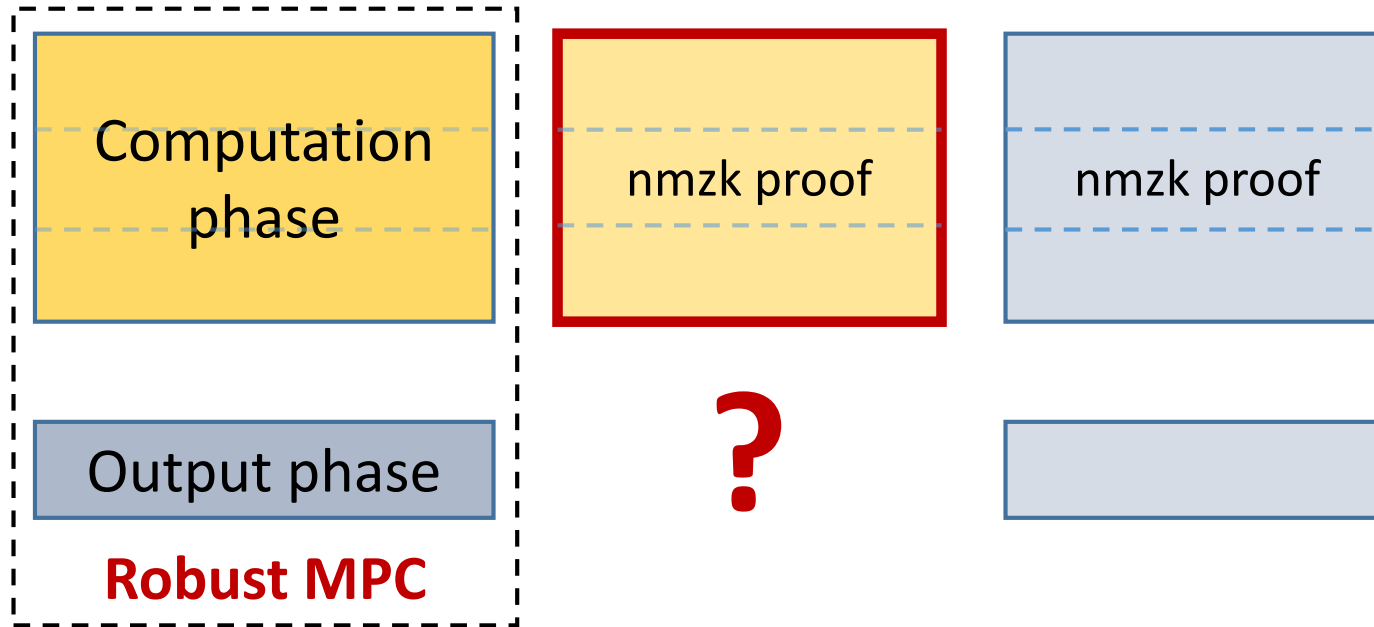 Computation
phase
nmzk proof
nmzk proof
Output phase
?
Robust MPC